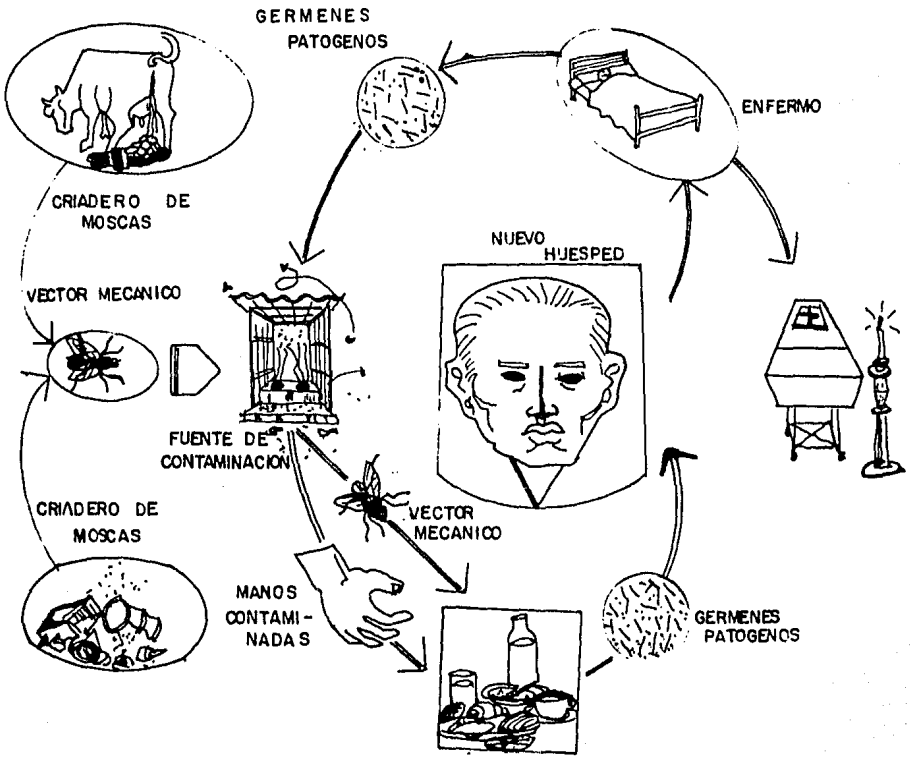 GERMENES
PATOGENOS
ENFERMO
CRIADERO DE
MOSCAS
NUEVO
HUESPED
VECTOR MECANICO
FUENTE DE
CONTAMINACION
CRIADERO DE
MOSCAS
VECTOR
MECANICO
MANOS
CONTAMI-
NADAS
GERMENES
PATOGENOS